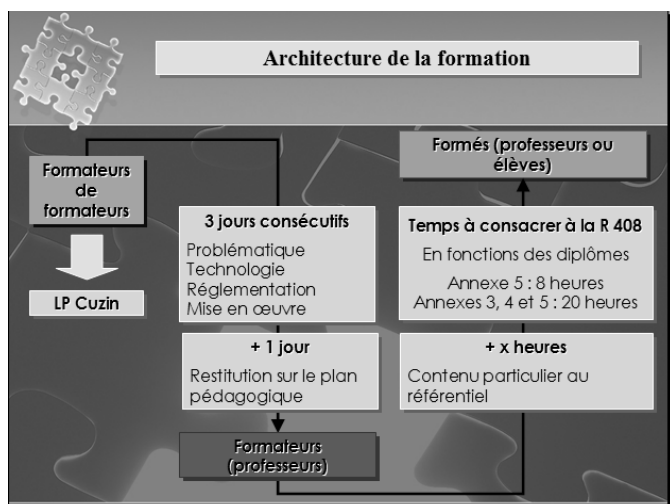 Architecture de la formation
Formateurs
de
formateurs
LP Cuzin
3 jours consécutifs
Problématique
Technologie
Réglementation
Mise en œuvre
+ 1 jour
Restitution sur le plan
pédagogique
Formateurs
(professeurs)
Formés (professeurs ou
élèves)
Temps à consacrer à la R 408
En fonctions des diplômes
Annexe 5 : 8 heures
Annexes 3, 4 et 5 : 20 heures
+ x heures
Contenu particulier au
référentiel